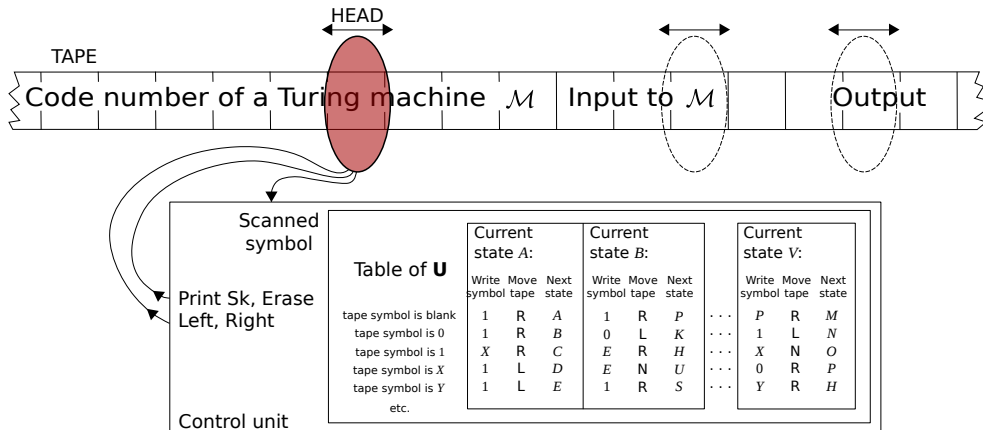 HEAD
TAPE
Code number of a Turing machine ℳ Input to ℳ Output
Scanned
symbol
Print Sk, Erase
Left, Right
Control unit
Table of U
Current
state A:
Current
state B:
Current
state V:
Write
symbol
Move
tape
Next
state
Write
symbol
Move
tape
Next
state
Write
symbol
Move
tape
Next
state
tape symbol is blank 1 R A 1 R P ··· P R M
tape symbol is 0 1 R B 0 L K ··· 1 L N
tape symbol is 1 X R C E R H ··· X N O
tape symbol is X 1 L D E N U ··· 0 R P
tape symbol is Y 1 L E 1 R S ··· Y R H
etc.